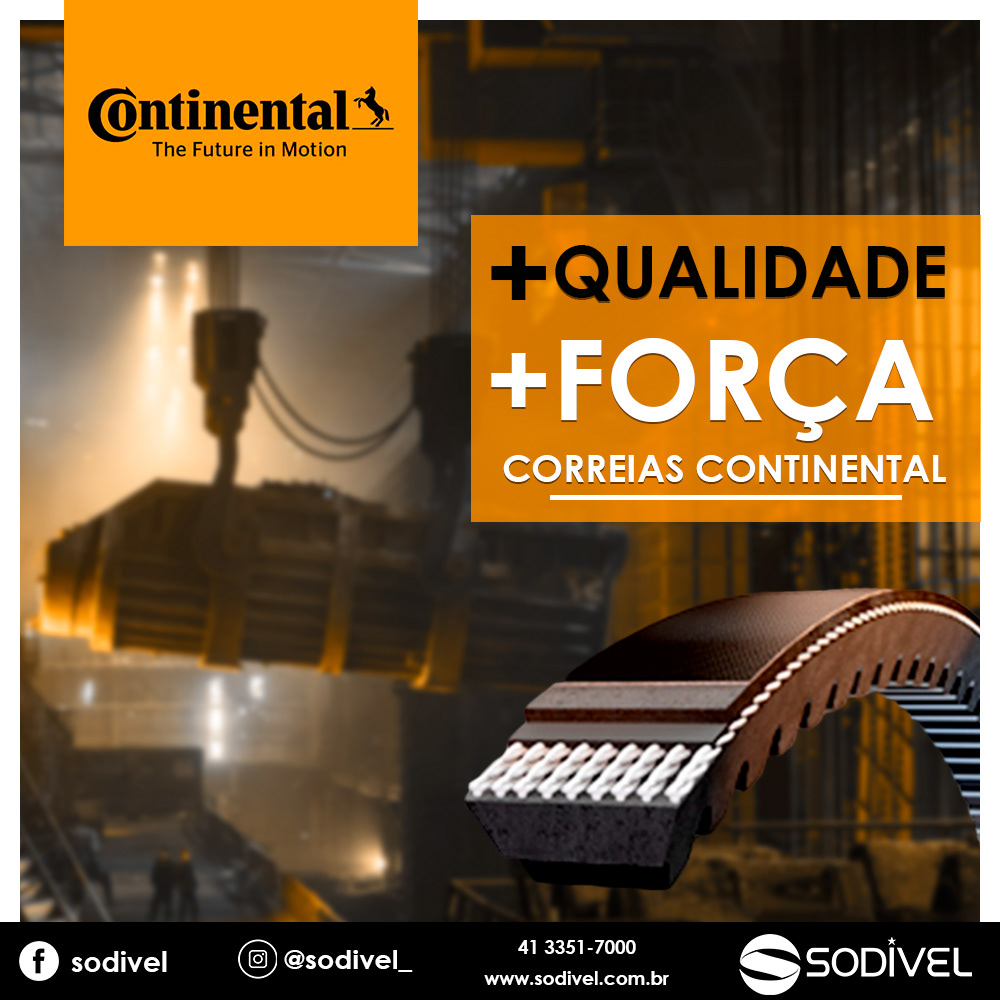 Continental
The Future in Motion
+QUALIDADE
+FORÇA
CORREIAS CONTINENTAL
sodivel
@sodivel_
41 3351-7000
www.sodivel.com.br
SODIVEL